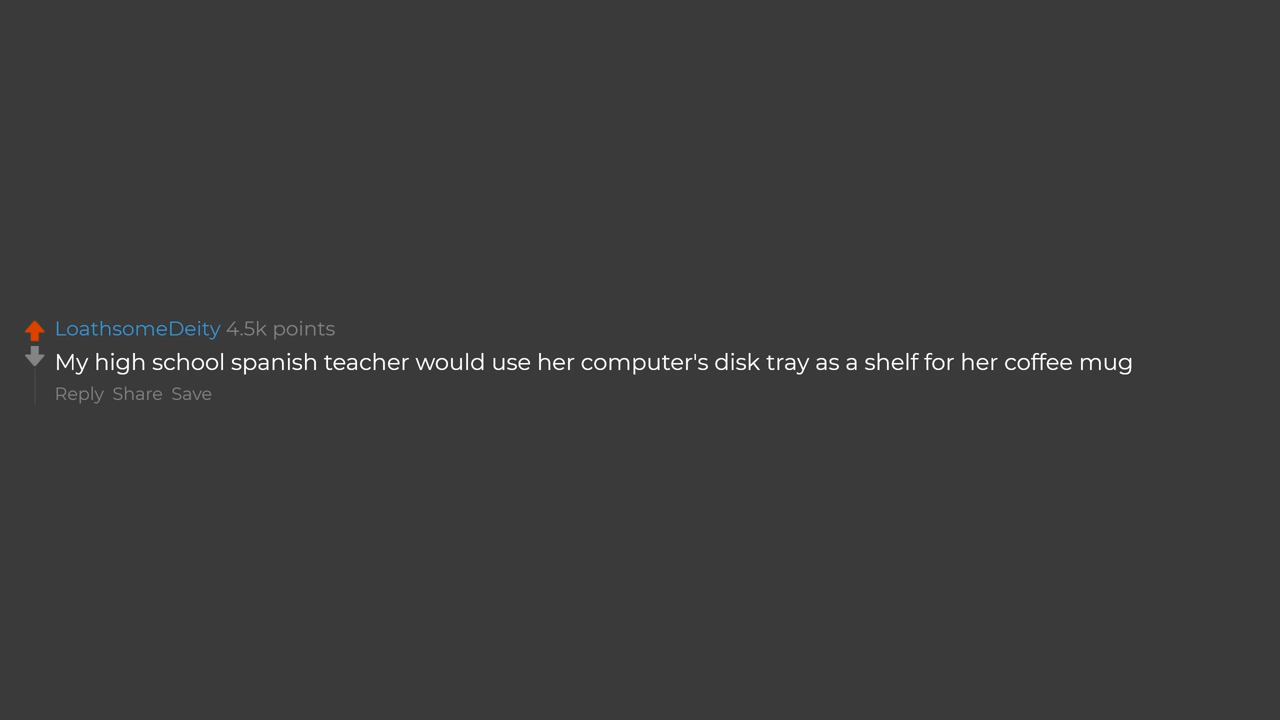 LoathsomeDeity 4.5k points
My high school spanish teacher would use her computer's disk tray as a shelf for her coffee mug
Reply Share Save